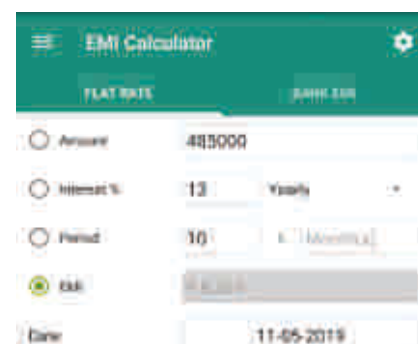 EMI Calculator
FLAT RATE
Amount 485000
Interest % 13 Yearly
Period 10
EMI
Date 11-05-2019